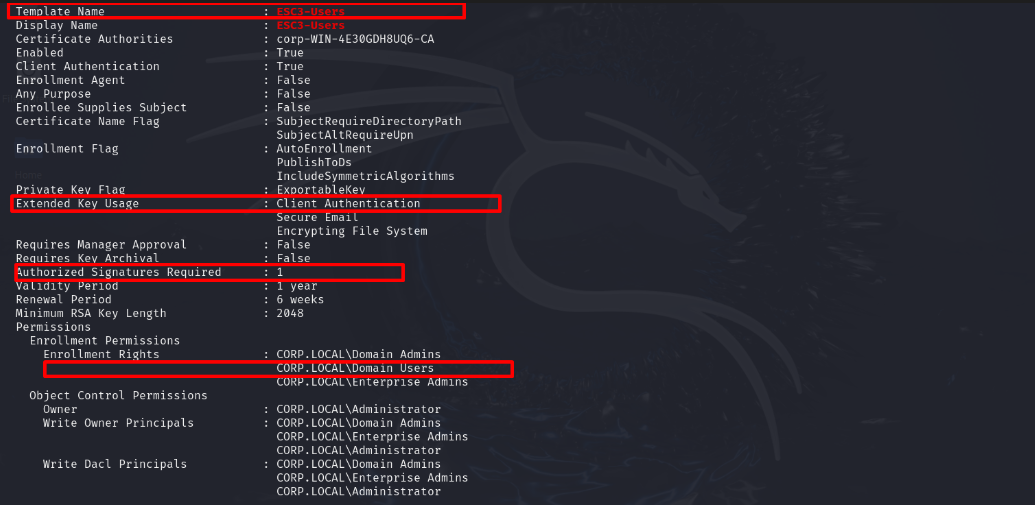 Template Name : ESC3-Users
Display Name : ESC3-Users
Certificate Authorities : corp-WIN-4E30GDH8UQ6-CA
Enabled : True
Client Authentication : True
Enrollment Agent : False
Any Purpose : False
Enrollee Supplies Subject : False
Certificate Name Flag : SubjectRequireDirectoryPath
SubjectAltRequireUpn
Enrollment Flag : AutoEnrollment
PublishToDs
IncludeSymmetricAlgorithms
Private Key Flag : ExportableKey
Extended Key Usage : Client Authentication
Secure Email
Encrypting File System
Requires Manager Approval : False
Requires Key Archival : False
Authorized Signatures Required : 1
Validity Period : 1 year
Renewal Period : 6 weeks
Minimum RSA Key Length : 2048
Permissions
Enrollment Permissions
Enrollment Rights : CORP.LOCAL\Domain Admins
CORP.LOCAL\Domain Users
CORP.LOCAL\Enterprise Admins
Object Control Permissions
Owner : CORP.LOCAL\Administrator
Write Owner Principals : CORP.LOCAL\Domain Admins
CORP.LOCAL\Enterprise Admins
CORP.LOCAL\Administrator
Write Dacl Principals : CORP.LOCAL\Domain Admins
CORP.LOCAL\Enterprise Admins
CORP.LOCAL\Administrator